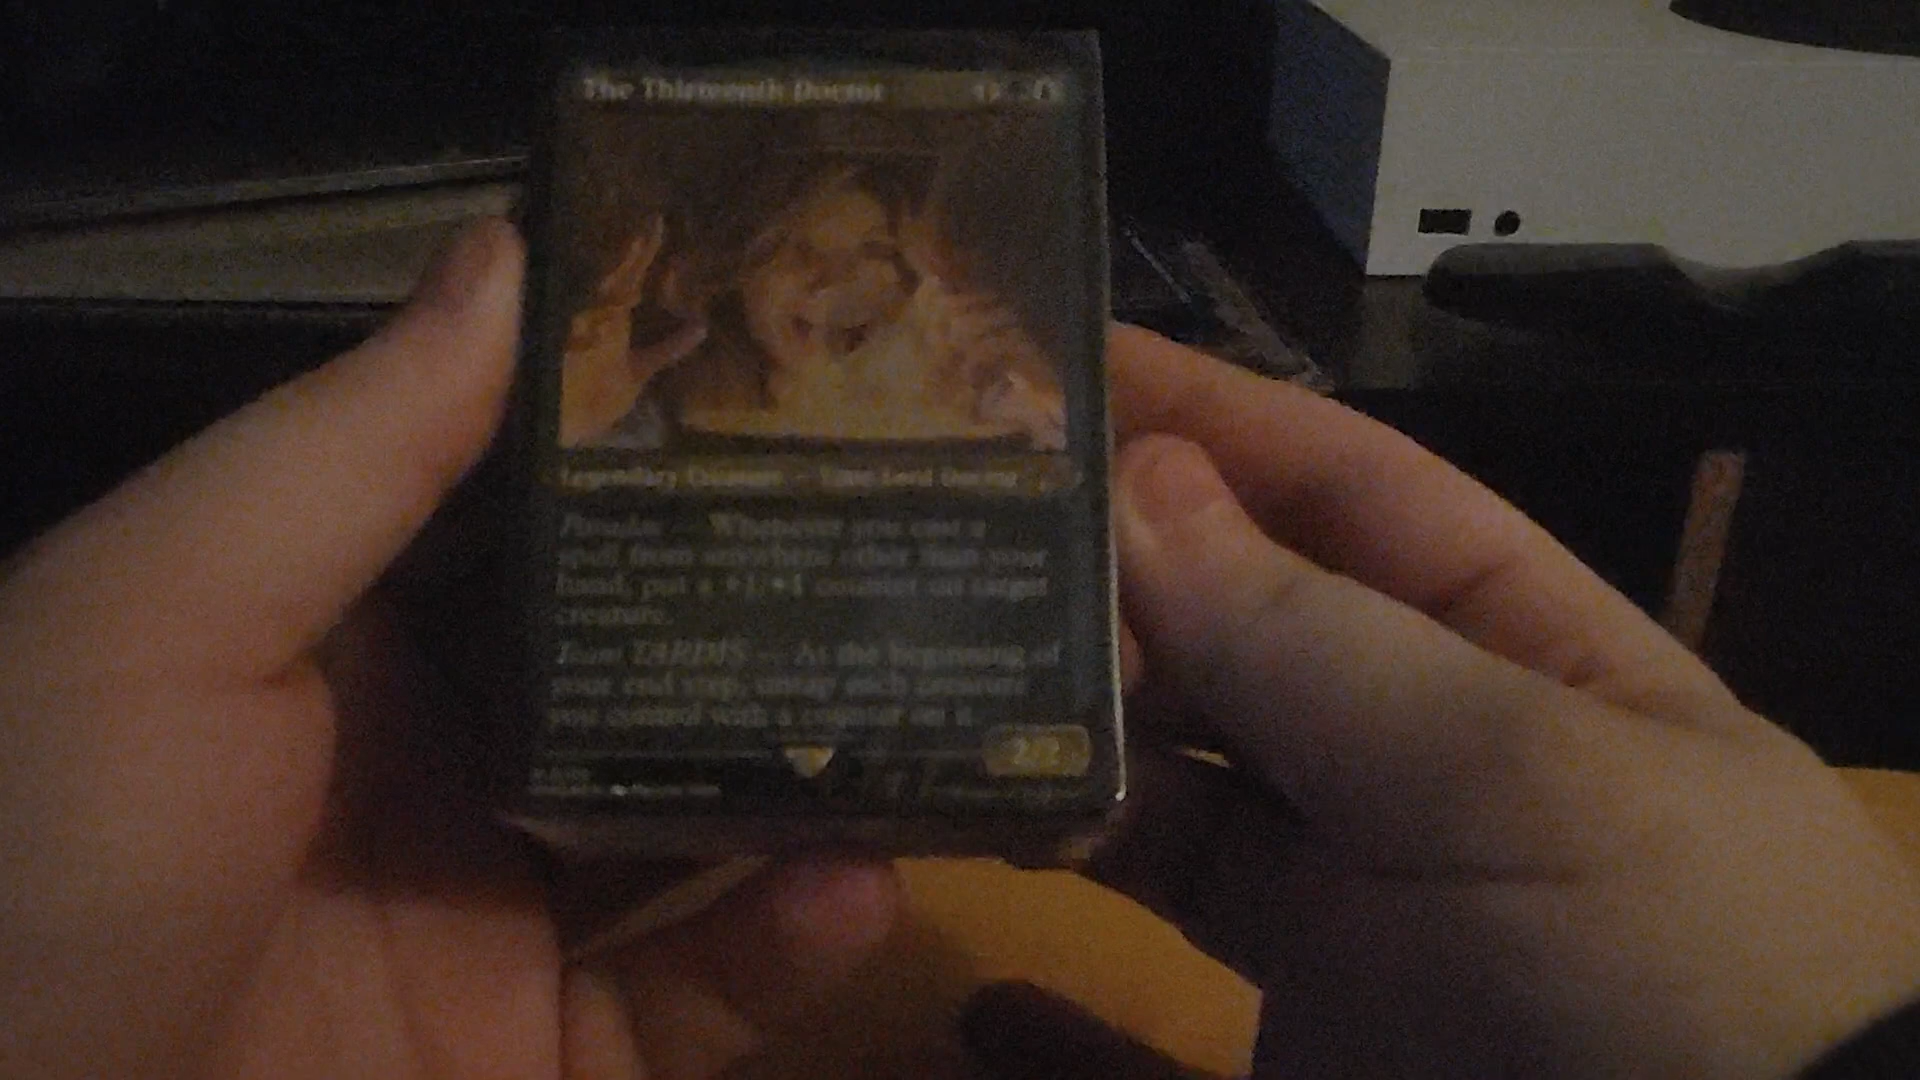 The Thirteenth Doctor
Legendary Creature — Time Lord Doctor
Paradox — Whenever you cast a
spell from anywhere other than your
hand, put a +1/+1 counter on target
creature.
Team TARDIS — At the beginning of
your end step, untap each creature
you control with a counter on it.
2/2